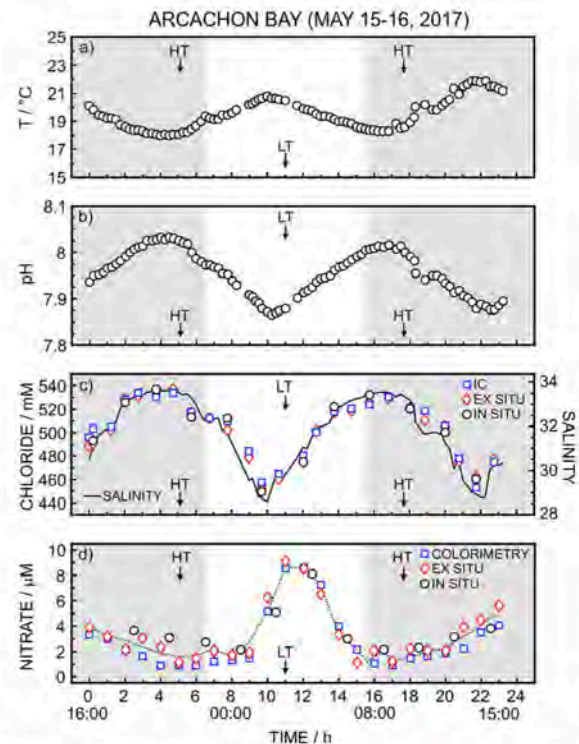 ARCACHON BAY (MAY 15-16, 2017)
a)
HT
HT
LT
23
21
19
17
15
T / °C
b)
LT
HT
HT
8.1
8
7.9
7.8
pH
c)
LT
IC
EX SITU
IN SITU
HT
HT
SALINITY
540
520
500
480
460
440
CHLORIDE / mM
34
32
30
28
SALINITY
d)
HT
HT
LT
COLORIMETRY
EX SITU
IN SITU
10
8
6
4
2
0
NITRATE / µM
0 2 4 6 8 10 12 14 16 18 20 22 24
16:00 00:00 08:00 15:00
TIME / h